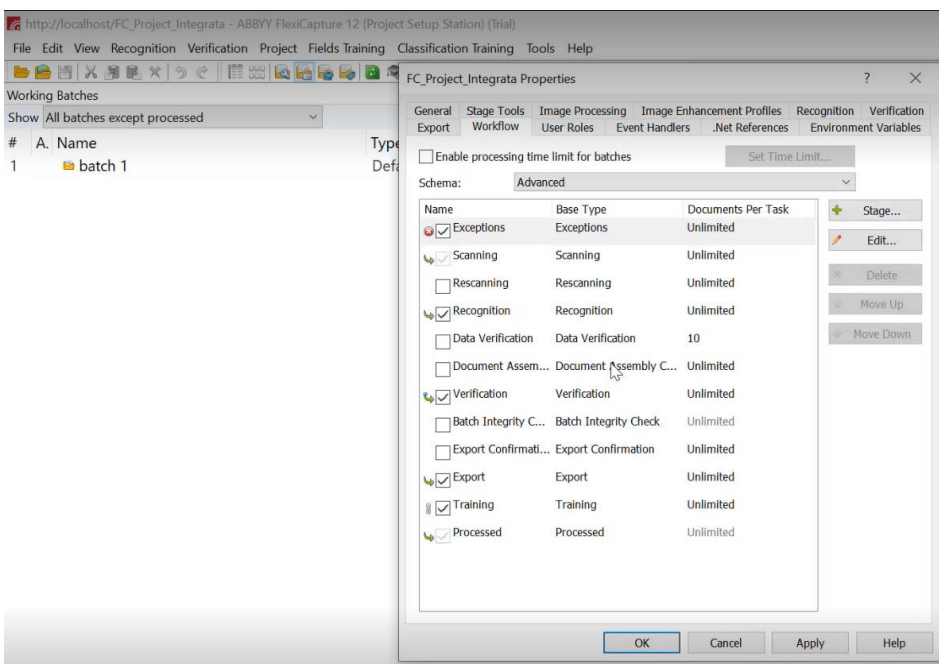 http://localhost/FC_Project_Integrata - ABBYY FlexiCapture 12 (Project Setup Station) (Trial)
File Edit View Recognition Verification Project Fields Training Classification Training Tools Help
Working Batches
Show All batches except processed
# A. Name Type
1 batch 1 Defa
FC_Project_Integrata Properties ? ×
General Stage Tools Image Processing Image Enhancement Profiles Recognition Verification
Export Workflow User Roles Event Handlers .Net References Environment Variables
Enable processing time limit for batches Set Time Limit...
Schema: Advanced
Name Base Type Documents Per Task
Exceptions Exceptions Unlimited
Scanning Scanning Unlimited
Rescanning Rescanning Unlimited
Recognition Recognition Unlimited
Data Verification Data Verification 10
Document Assem... Document Assembly C... Unlimited
Verification Verification Unlimited
Batch Integrity C... Batch Integrity Check Unlimited
Export Confirmati... Export Confirmation Unlimited
Export Export Unlimited
Training Training Unlimited
Processed Processed Unlimited
Stage...
Edit...
Delete
Move Up
Move Down
OK Cancel Apply Help